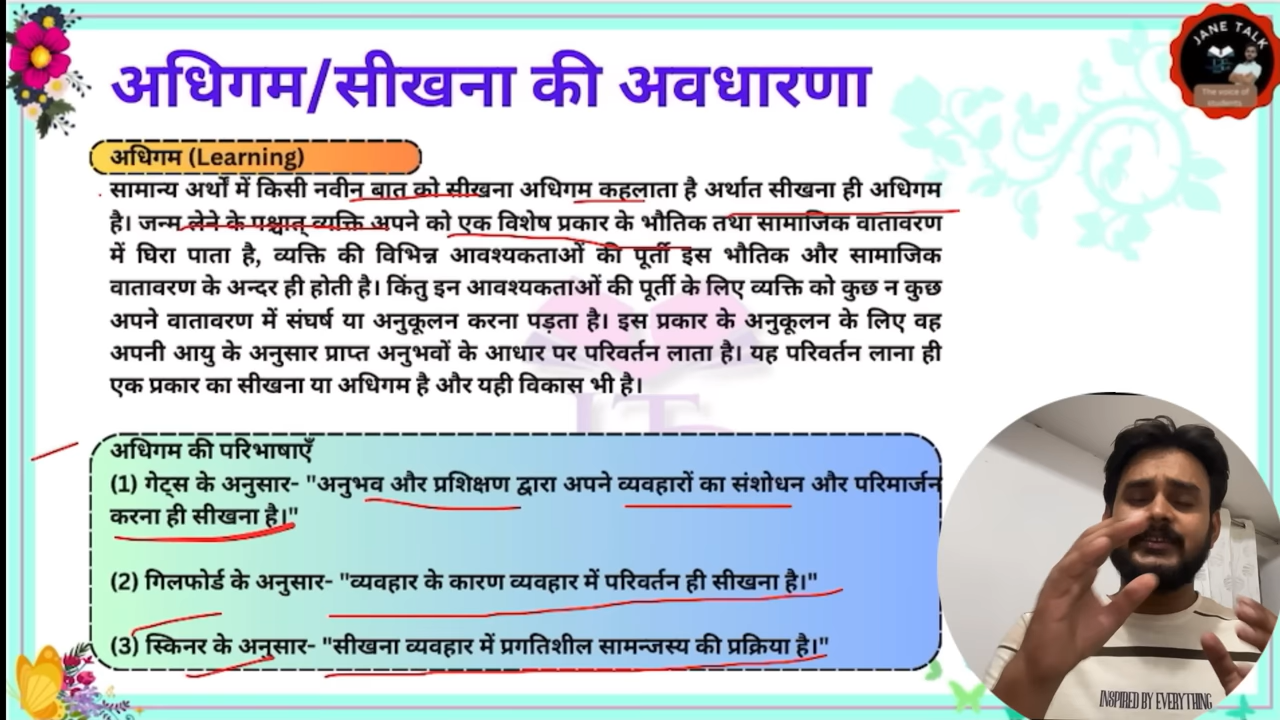 अधिगम/सीखना की अवधारणा
JANE TALK
The voice of
students
अधिगम (Learning)
सामान्य अर्थों में किसी नवीन बात को सीखना अधिगम कहलाता है अर्थात सीखना ही अधिगम
है। जन्म लेने के पश्चात् व्यक्ति अपने को एक विशेष प्रकार के भौतिक तथा सामाजिक वातावरण
में घिरा पाता है, व्यक्ति की विभिन्न आवश्यकताओं की पूर्ती इस भौतिक और सामाजिक
वातावरण के अन्दर ही होती है। किंतु इन आवश्यकताओं की पूर्ती के लिए व्यक्ति को कुछ न कुछ
अपने वातावरण में संघर्ष या अनुकूलन करना पड़ता है। इस प्रकार के अनुकूलन के लिए वह
अपनी आयु के अनुसार प्राप्त अनुभवों के आधार पर परिवर्तन लाता है। यह परिवर्तन लाना ही
एक प्रकार का सीखना या अधिगम है और यही विकास भी है।
अधिगम की परिभाषाएँ
(1) गेट्स के अनुसार- "अनुभव और प्रशिक्षण द्वारा अपने व्यवहारों का संशोधन और परिमार्जन
करना ही सीखना है।"
(2) गिलफोर्ड के अनुसार- "व्यवहार के कारण व्यवहार में परिवर्तन ही सीखना है।"
(3) स्किनर के अनुसार- "सीखना व्यवहार में प्रगतिशील सामन्जस्य की प्रक्रिया है।"
INSPIRED BY EVERYTHING